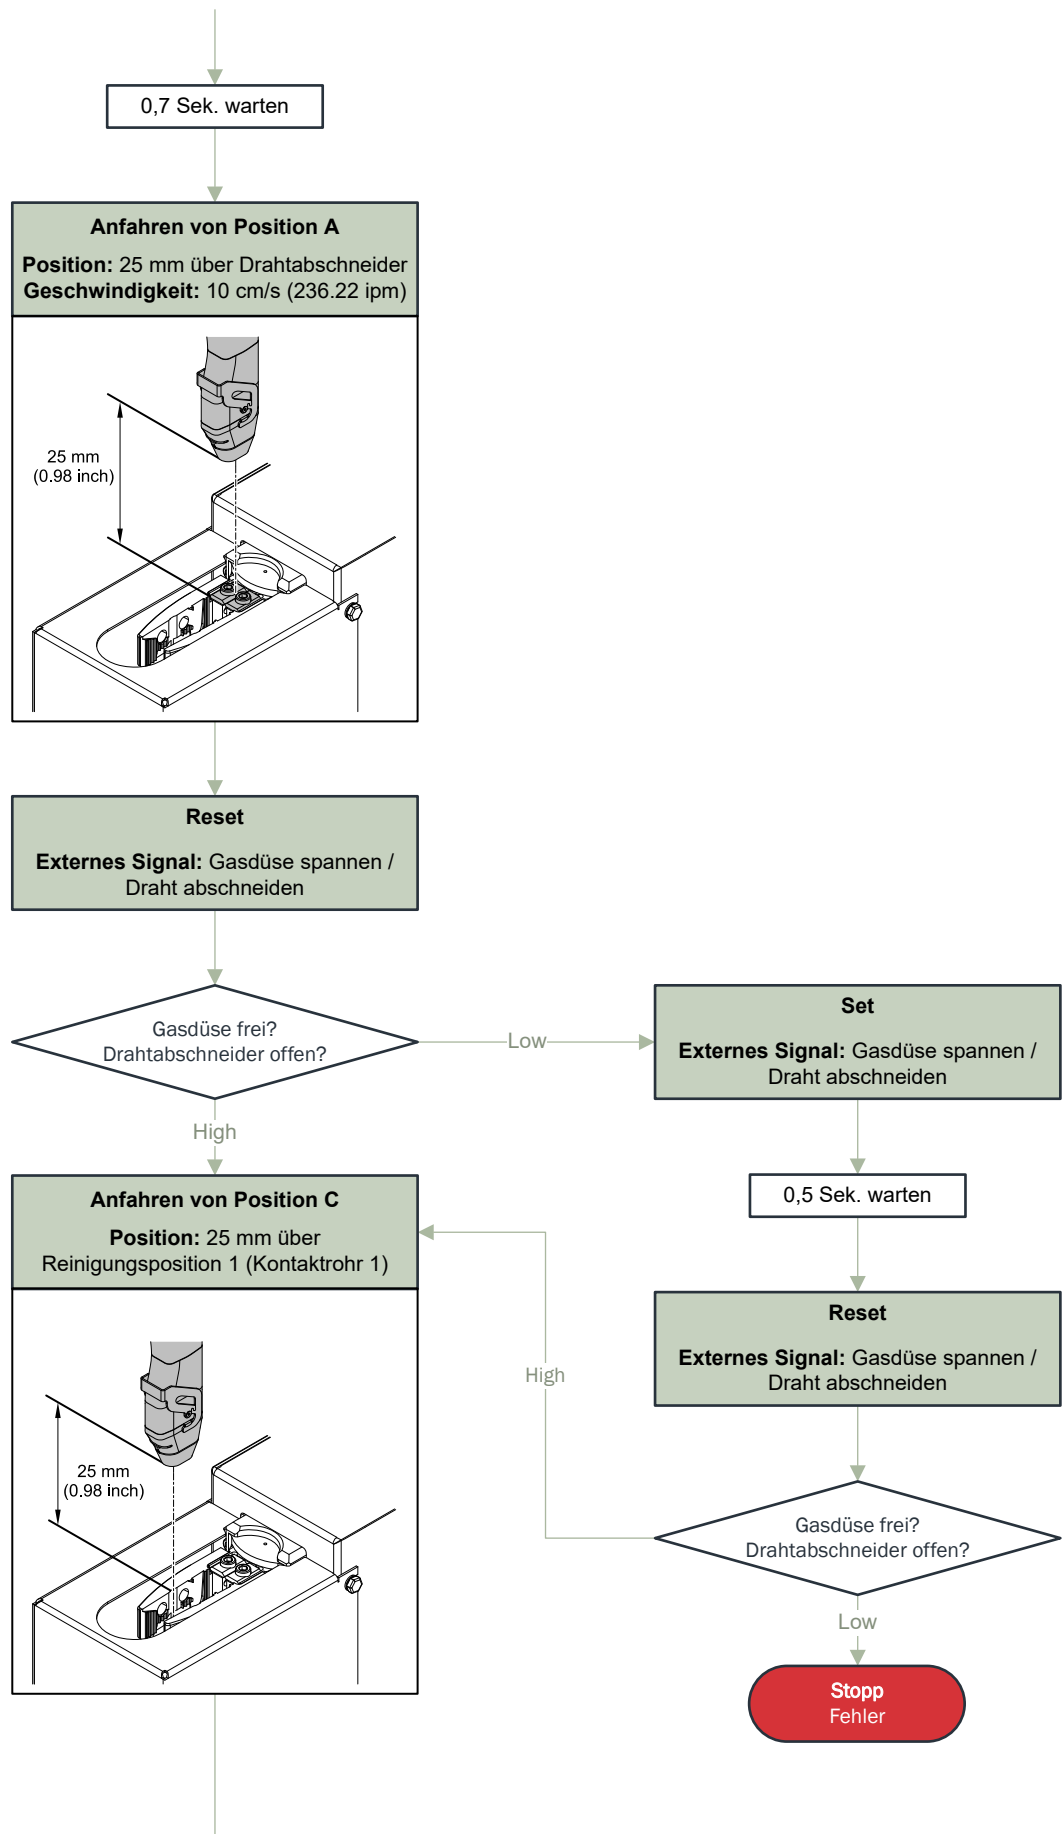 0,7 Sek. warten
Anfahren von Position A
Position: 25 mm über Drahtabschneider
Geschwindigkeit: 10 cm/s (236.22 ipm)
25 mm
(0.98 inch)
Reset
Externes Signal: Gasdüse spannen /
Draht abschneiden
Gasdüse frei?
Drahtabschneider offen?
Low
Set
Externes Signal: Gasdüse spannen /
Draht abschneiden
High
Anfahren von Position C
Position: 25 mm über
Reinigungsposition 1 (Kontaktrohr 1)
25 mm
(0.98 inch)
0,5 Sek. warten
Reset
Externes Signal: Gasdüse spannen /
Draht abschneiden
High
Gasdüse frei?
Drahtabschneider offen?
Low
Stopp
Fehler